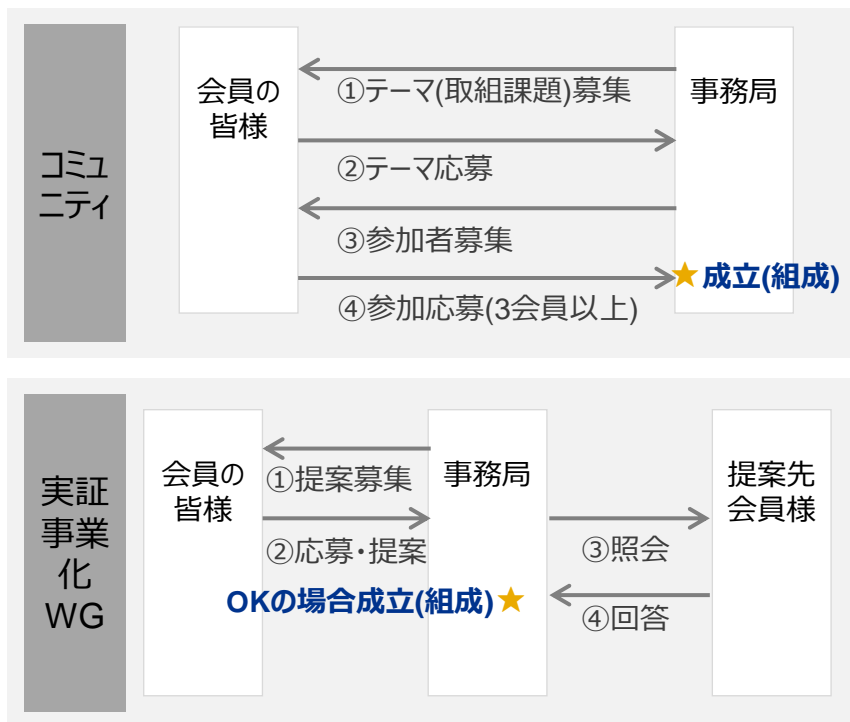 コミュ
ニティ
会員の
皆様
事務局
①テーマ(取組課題)募集
②テーマ応募
③参加者募集
④参加応募(3会員以上)
★成立(組成)
実証
事業
化
WG
会員の
皆様
事務局
提案先
会員様
①提案募集
②応募・提案
③照会
④回答
OKの場合成立(組成)★